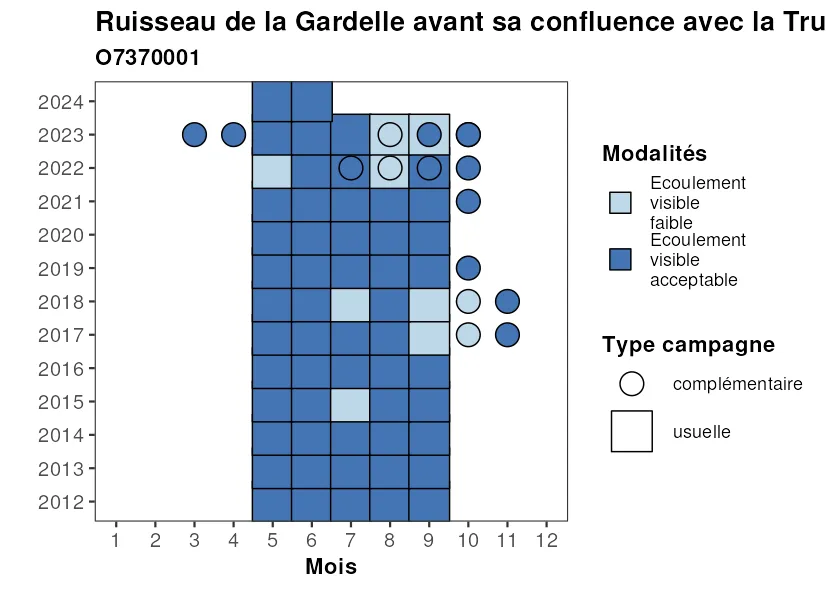 Ruisseau de la Gardelle avant sa confluence avec la Tru
O7370001
2024
2023
2022
2021
2020
2019
2018
2017
2016
2015
2014
2013
2012
1 2 3 4 5 6 7 8 9 10 11 12
Mois
Modalités
Ecoulement
visible
faible
Ecoulement
visible
acceptable
Type campagne
complémentaire
usuelle